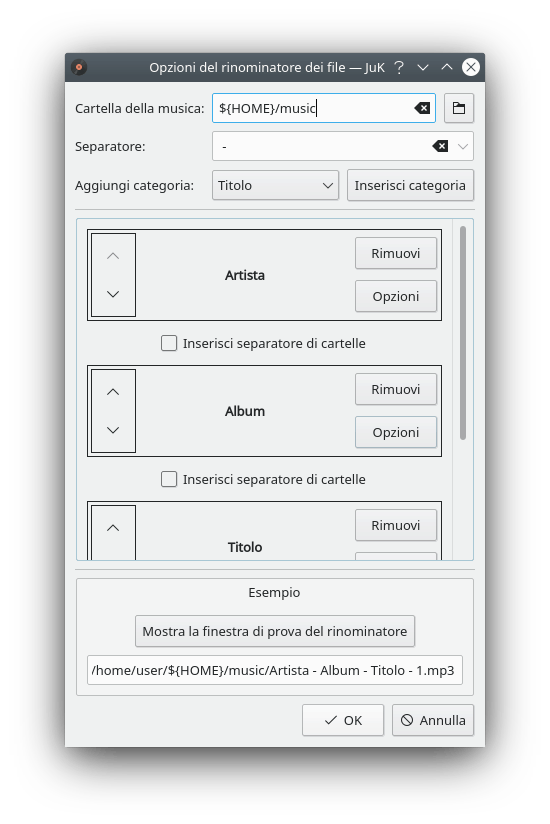 Opzioni del rinominatore dei file — JuK
Cartella della musica: ${HOME}/music
Separatore: -
Aggiungi categoria: Titolo Inserisci categoria
Rimuovi
Artista
Opzioni
Inserisci separatore di cartelle
Rimuovi
Album
Opzioni
Inserisci separatore di cartelle
Rimuovi
Titolo
Esempio
Mostra la finestra di prova del rinominatore
/home/user/${HOME}/music/Artista - Album - Titolo - 1.mp3
OK Annulla